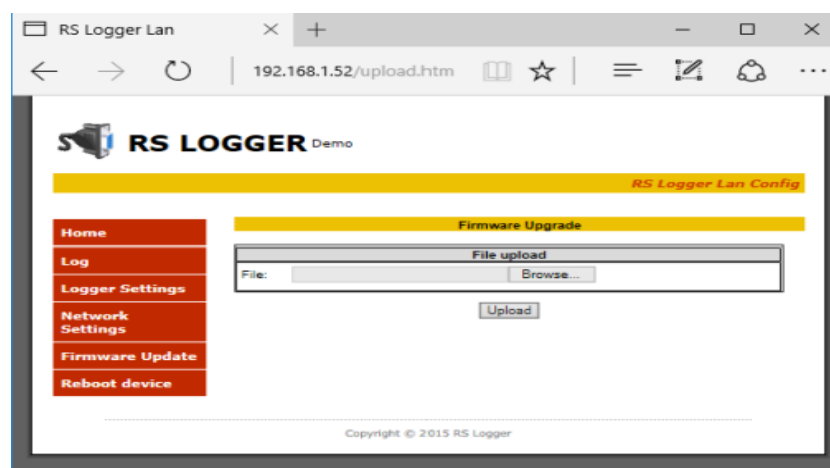 RS Logger Lan
192.168.1.52/upload.htm
RS LOGGER Demo
RS Logger Lan Config
Home
Log
Logger Settings
Network
Settings
Firmware Update
Reboot device
Firmware Upgrade
File upload
File:
Browse...
Upload
Copyright © 2015 RS Logger